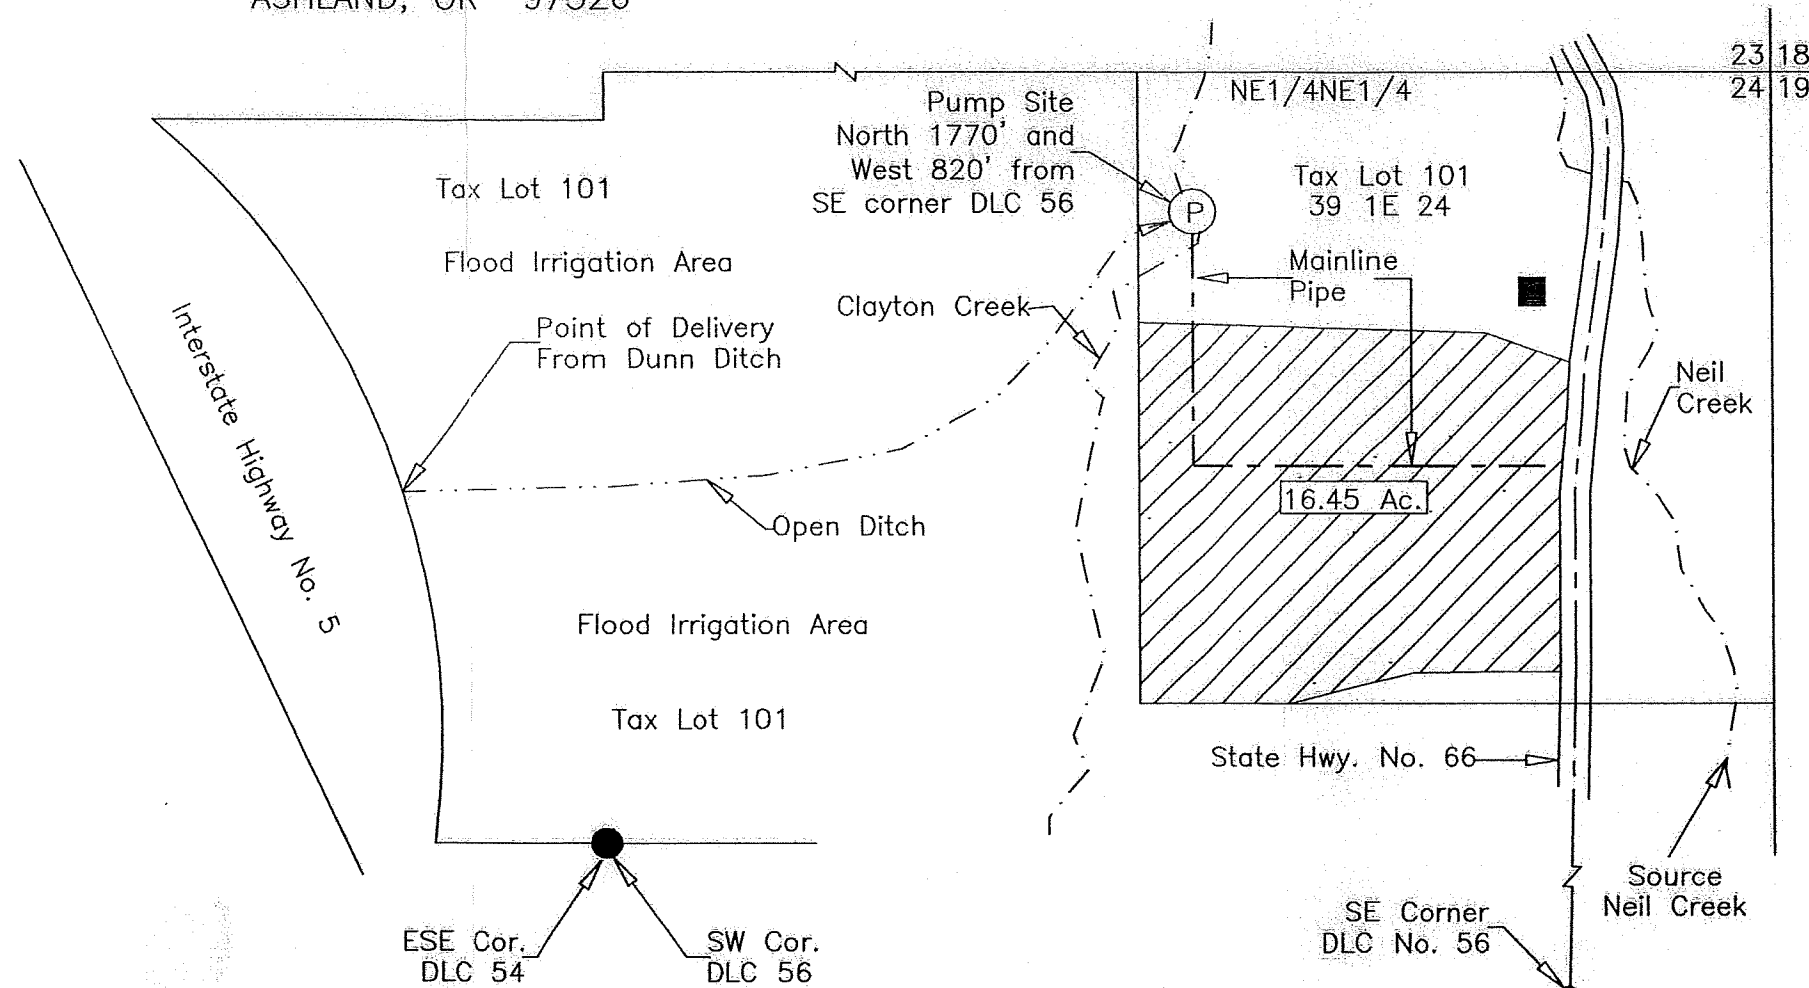 ASHLAND, OR 97520
23 18
24 19
NE1/4NE1/4
Pump Site
North 1770' and
West 820' from
SE corner DLC 56
P
Tax Lot 101
39 1E 24
Tax Lot 101
Flood Irrigation Area
Mainline
Pipe
Clayton Creek
Point of Delivery
From Dunn Ditch
Interstate Highway No. 5
Neil
Creek
16.45 Ac.
Open Ditch
Flood Irrigation Area
Tax Lot 101
State Hwy. No. 66
Source
Neil Creek
SE Corner
DLC No. 56
ESE Cor.
DLC 54
SW Cor.
DLC 56